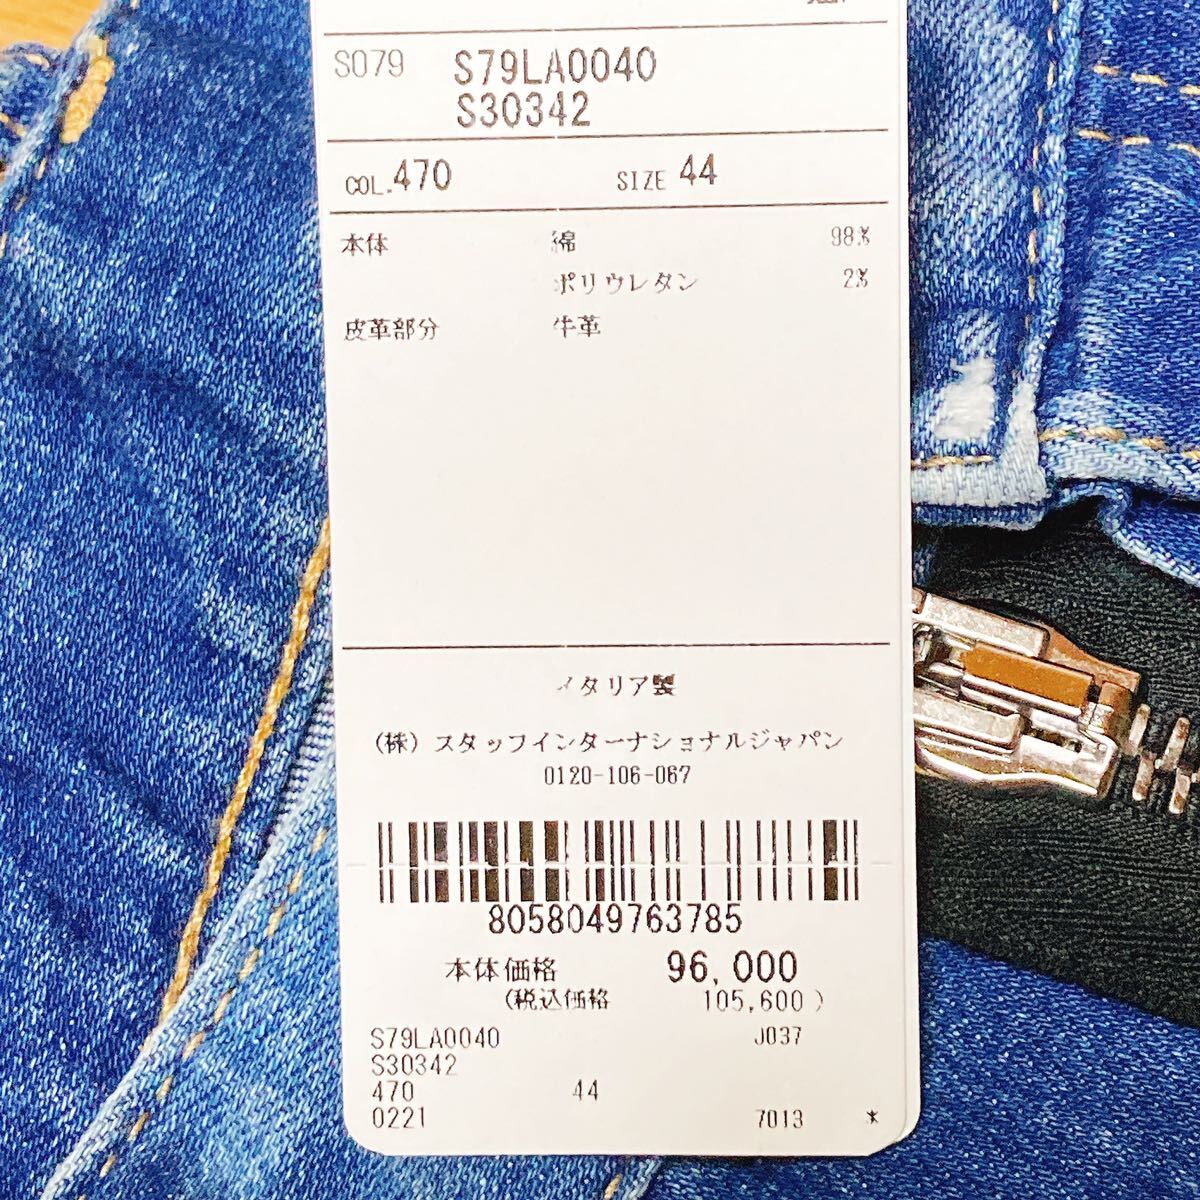 S079 S79LA0040
S30342
COL.470 SIZE 44
本体 綿 98%
ポリウレタン 2%
皮革部分 牛革
イタリア製
(株) スタッフインターナショナルジャパン
0120-106-067
8058049763785
本体価格 96,000
(税込価格 105,600 )
S79LA0040 J037
S30342
470 44
0221 7013 *